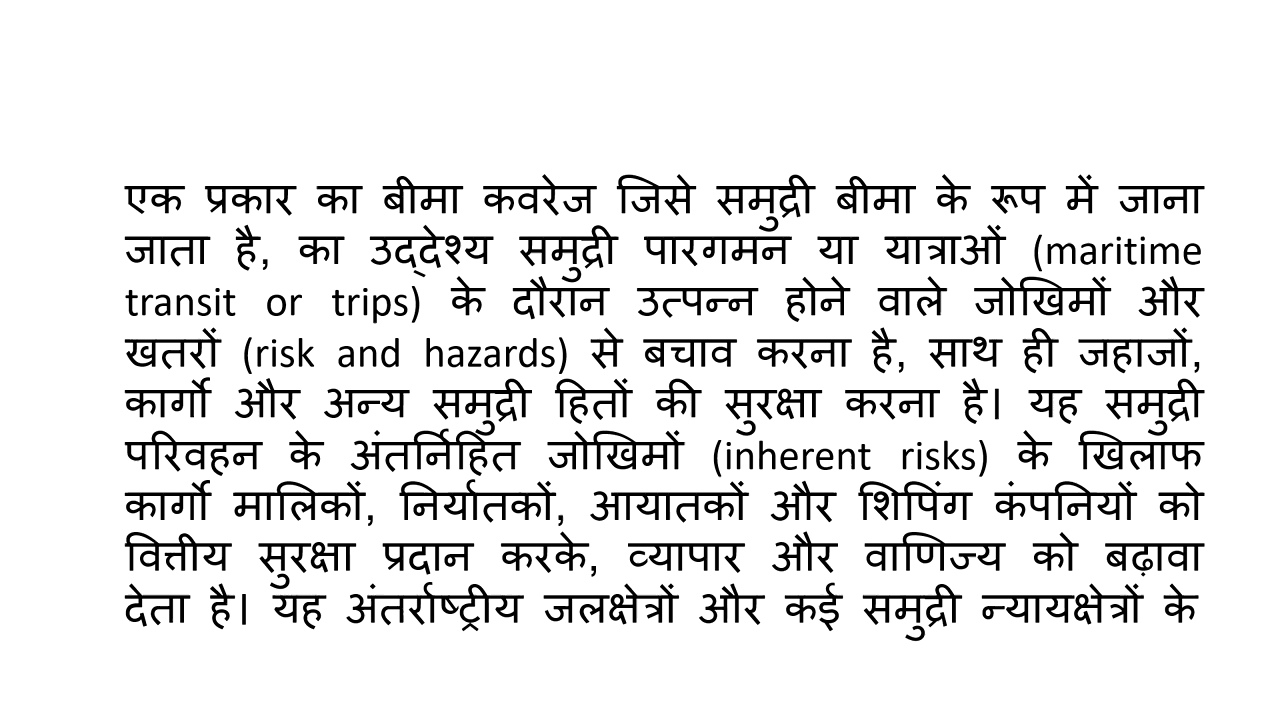 एक प्रकार का बीमा कवरेज जिसे समुद्री बीमा के रूप में जाना
जाता है, का उद्देश्य समुद्री पारगमन या यात्राओं (maritime
transit or trips) के दौरान उत्पन्न होने वाले जोखिमों और
खतरों (risk and hazards) से बचाव करना है, साथ ही जहाजों,
कार्गो और अन्य समुद्री हितों की सुरक्षा करना है। यह समुद्री
परिवहन के अंतर्निहित जोखिमों (inherent risks) के खिलाफ
कार्गो मालिकों, निर्यातकों, आयातकों और शिपिंग कंपनियों को
वित्तीय सुरक्षा प्रदान करके, व्यापार और वाणिज्य को बढ़ावा
देता है। यह अंतर्राष्ट्रीय जलक्षेत्रों और कई समुद्री न्यायक्षेत्रों के